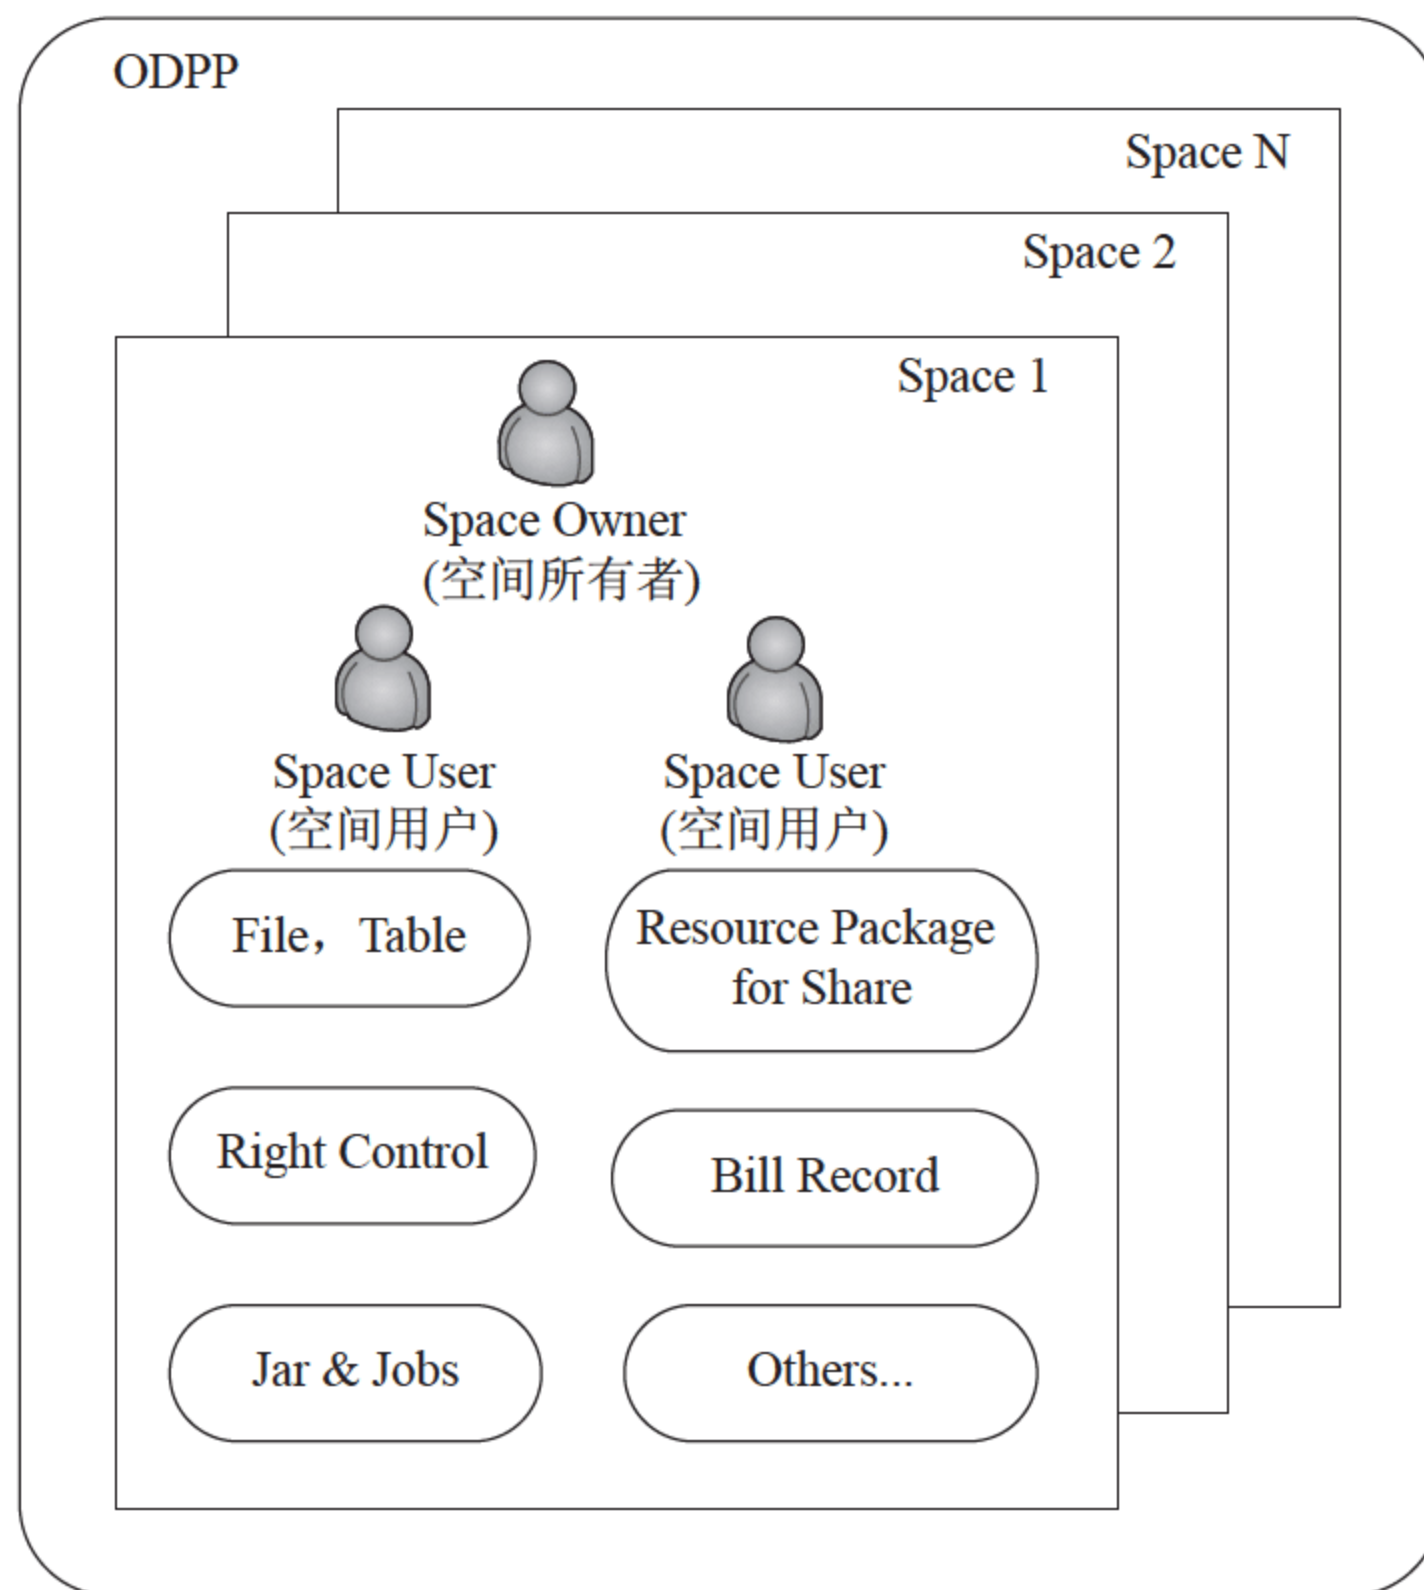 ODPP
Space N
Space 2
Space 1
Space Owner
(空间所有者)
Space User
(空间用户)
Space User
(空间用户)
File，Table
Resource Package
for Share
Right Control
Bill Record
Jar & Jobs
Others...